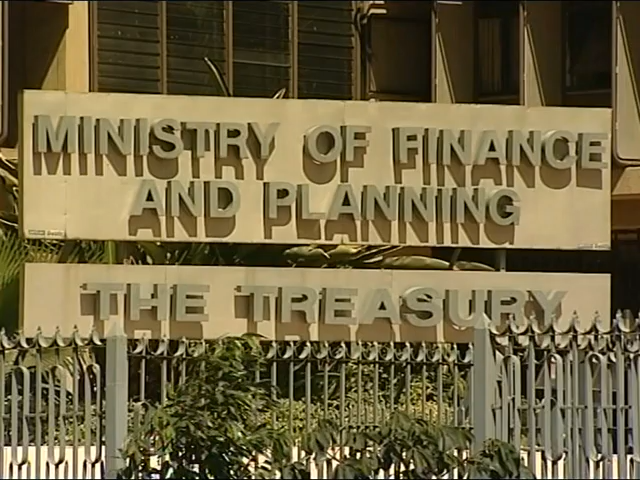 MINISTRY OF FINANCE
AND PLANNING
THE TREASURY